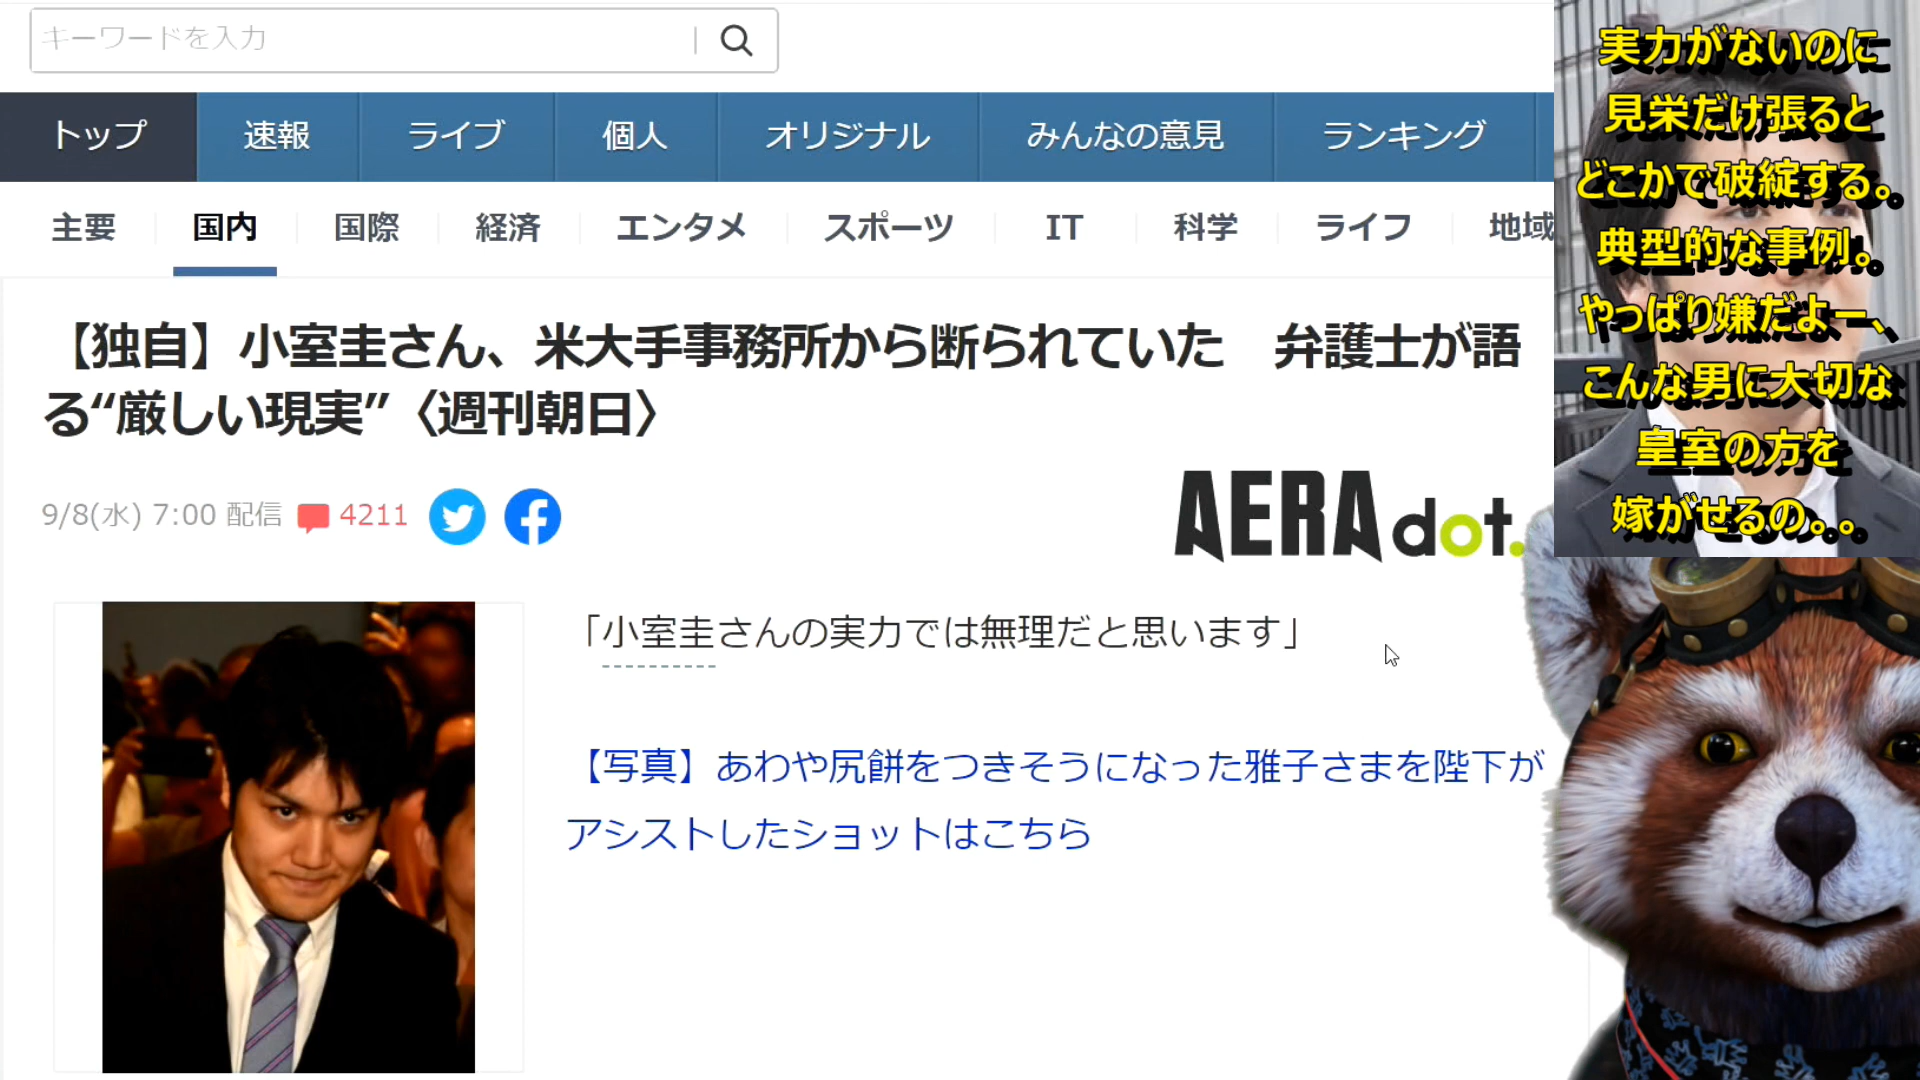 キーワードを入力
トップ 速報 ライブ 個人 オリジナル みんなの意見 ランキング
主要 国内 国際 経済 エンタメ スポーツ IT 科学 ライフ 地域
【独自】小室圭さん、米大手事務所から断られていた 弁護士が語
る“厳しい現実”〈週刊朝日〉
9/8(水) 7:00 配信 4211
AERA dot.
「小室圭さんの実力では無理だと思います」
【写真】あわや尻餅をつきそうになった雅子さまを陛下が
アシストしたショットはこちら
実力がないのに
見栄だけ張ると
どこかで破綻する。
典型的な事例。
やっぱり嫌だよー、
こんな男に大切な
皇室の方を
嫁がせるの。。。